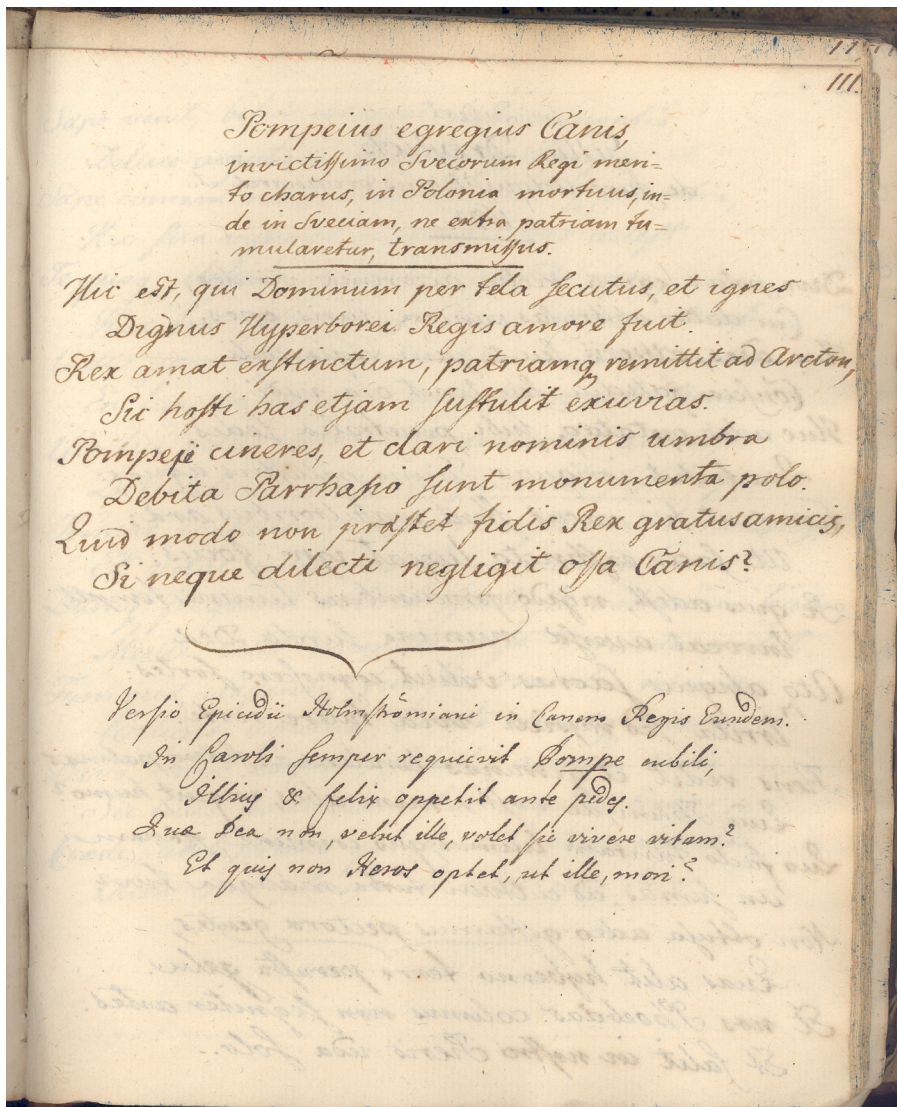 11
111.
Pompeius egregius Canis,
invictissimo Svecorum Regi meri=
to charus, in Polonia mortuus, in=
de in Sveciam, ne extra patriam tu=
mularetur, transmissus.
Hic est, qui Dominum per tela secutus, et ignes
Dignus Hyperborei Regis amore fuit.
Rex amat exstinctum, patriamq remittit ad Arcton,
Sic hosti has etjam sustulit exuvias.
Pompeji cineres, et clari nominis umbra
Debita Parrhasio sunt monumenta polo.
Quid modo non præstet fidis Rex gratus amicis,
Si neque dilecti negligit ossa Canis?
Versio Epicedii Holmströmiani in Canem Regis Eundem.
In Caroli semper requievit Pompe cubili,
Illius & felix oppetit ante pedes.
Quæ Dea non, velut ille, volet sic vivere vitam?
Et quis non Heros optet, ut ille, mori?